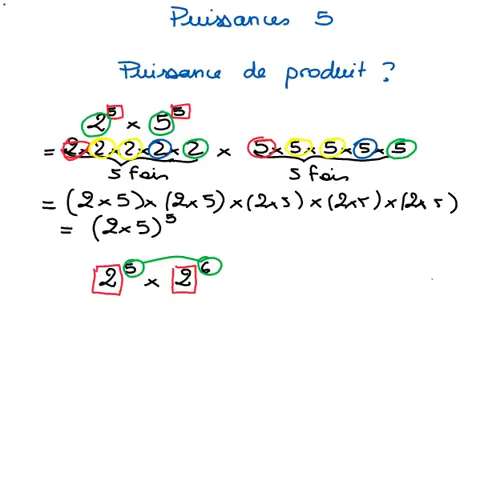 Puissances 5
Puissance de produit ?
2⁵ × 5⁵
= 2 × 2 × 2 × 2 × 2 × 5 × 5 × 5 × 5 × 5
5 fois 5 fois
= (2 × 5) × (2 × 5) × (2 × 5) × (2 × 5) × (2 × 5)
= (2 × 5)⁵
2⁵ × 2⁶